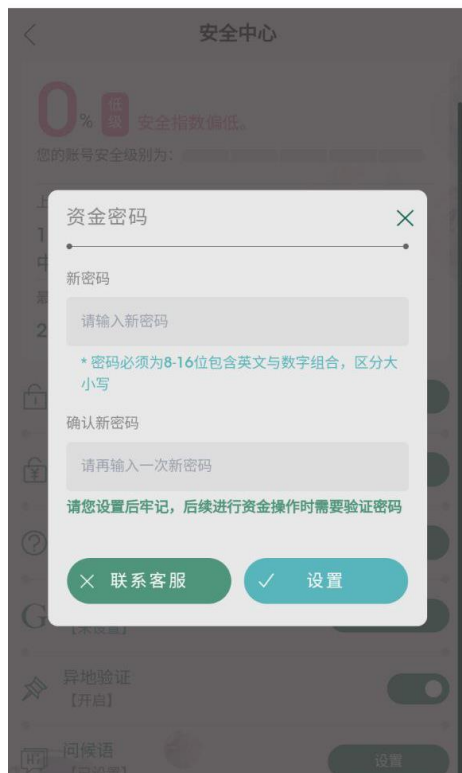 安全中心
0% 低级 安全指数偏低。
您的账号安全级别为：
资金密码
新密码
请输入新密码
* 密码必须为8-16位包含英文与数字组合，区分大
小写
确认新密码
请再输入一次新密码
请您设置后牢记，后续进行资金操作时需要验证密码
联系客服
设置
G
【未设置】
异地验证
【开启】
问候语
设置